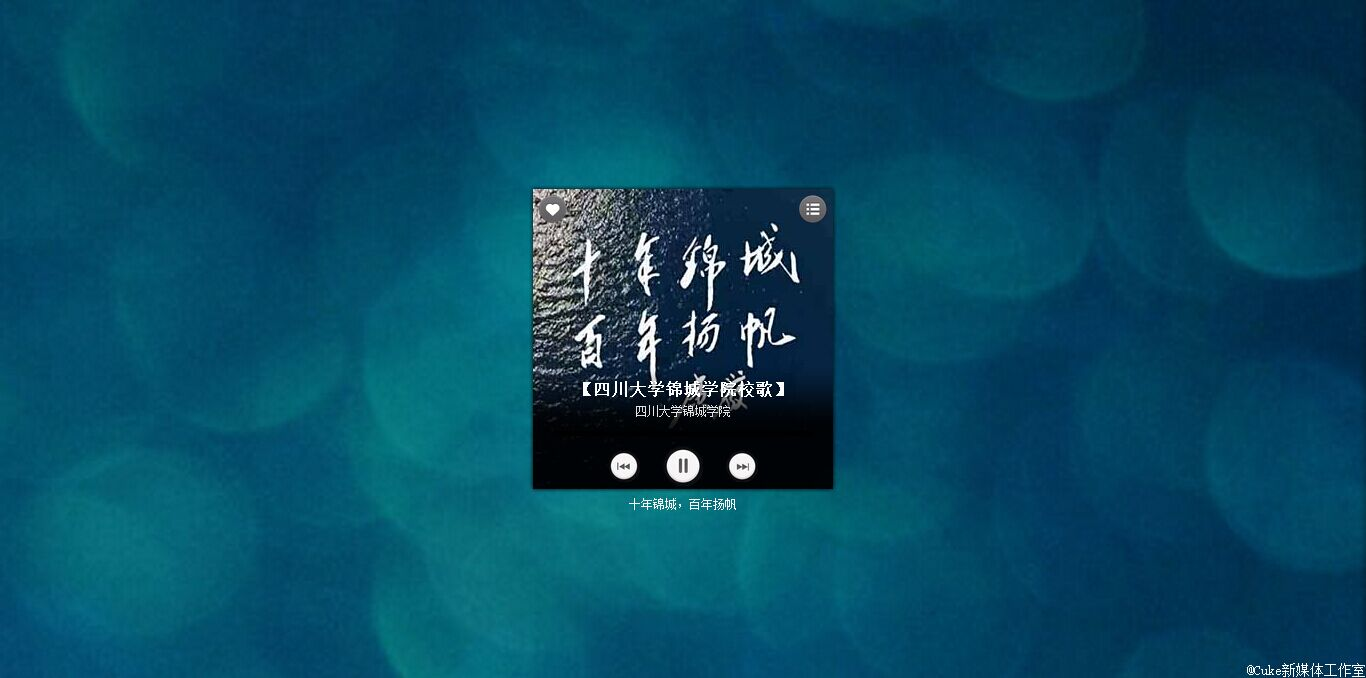 十年锦城
百年扬帆
【四川大学锦城学院校歌】
四川大学锦城学院
十年锦城，百年扬帆
@Cuke新媒体工作室